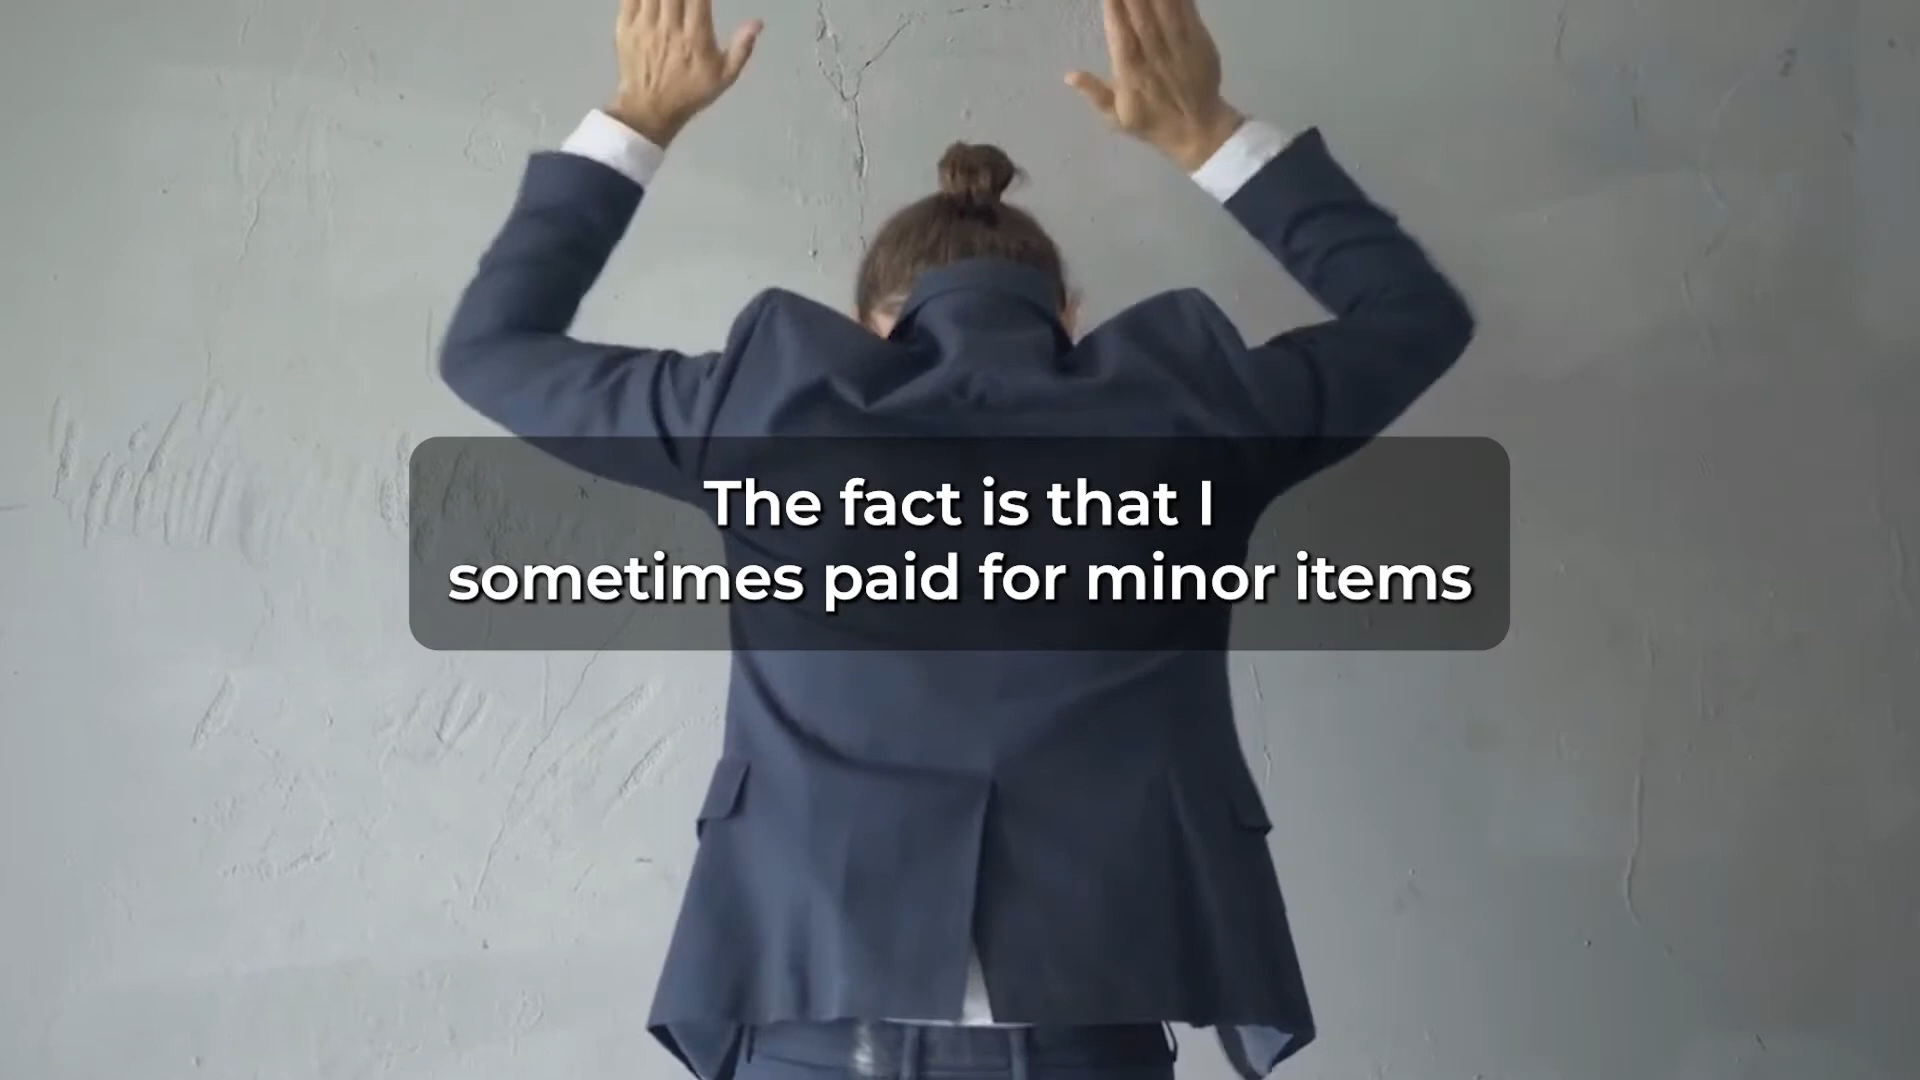 The fact is that I
sometimes paid for minor items